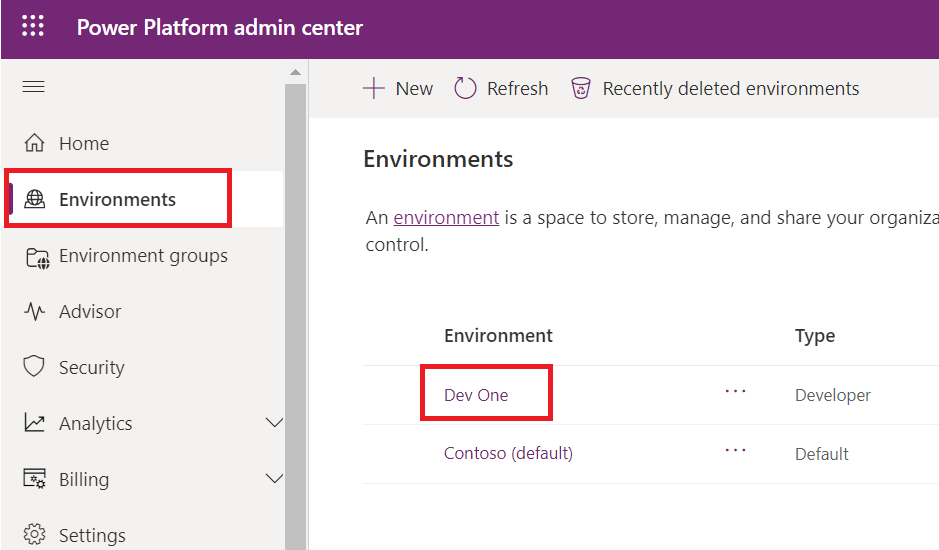 Power Platform admin center
New Refresh Recently deleted environments
Home
Environments
Environment groups
Advisor
Security
Analytics
Billing
Settings
Environments
An environment is a space to store, manage, and share your organiza
control.
Environment Type
Dev One ··· Developer
Contoso (default) ··· Default